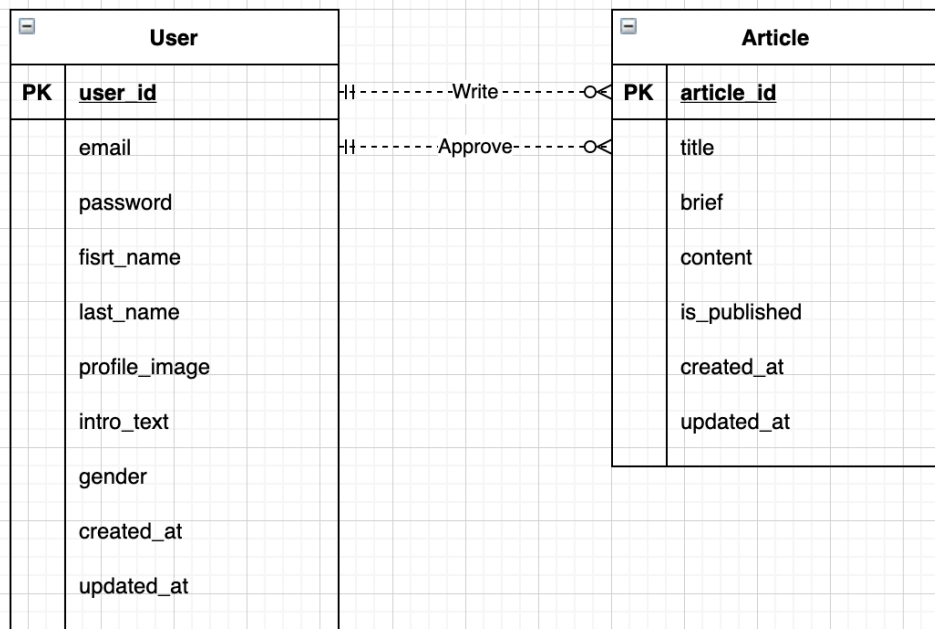 User
Article
PK user_id
Write
PK article_id
email
Approve
title
password
brief
fisrt_name
content
last_name
is_published
profile_image
created_at
intro_text
updated_at
gender
created_at
updated_at